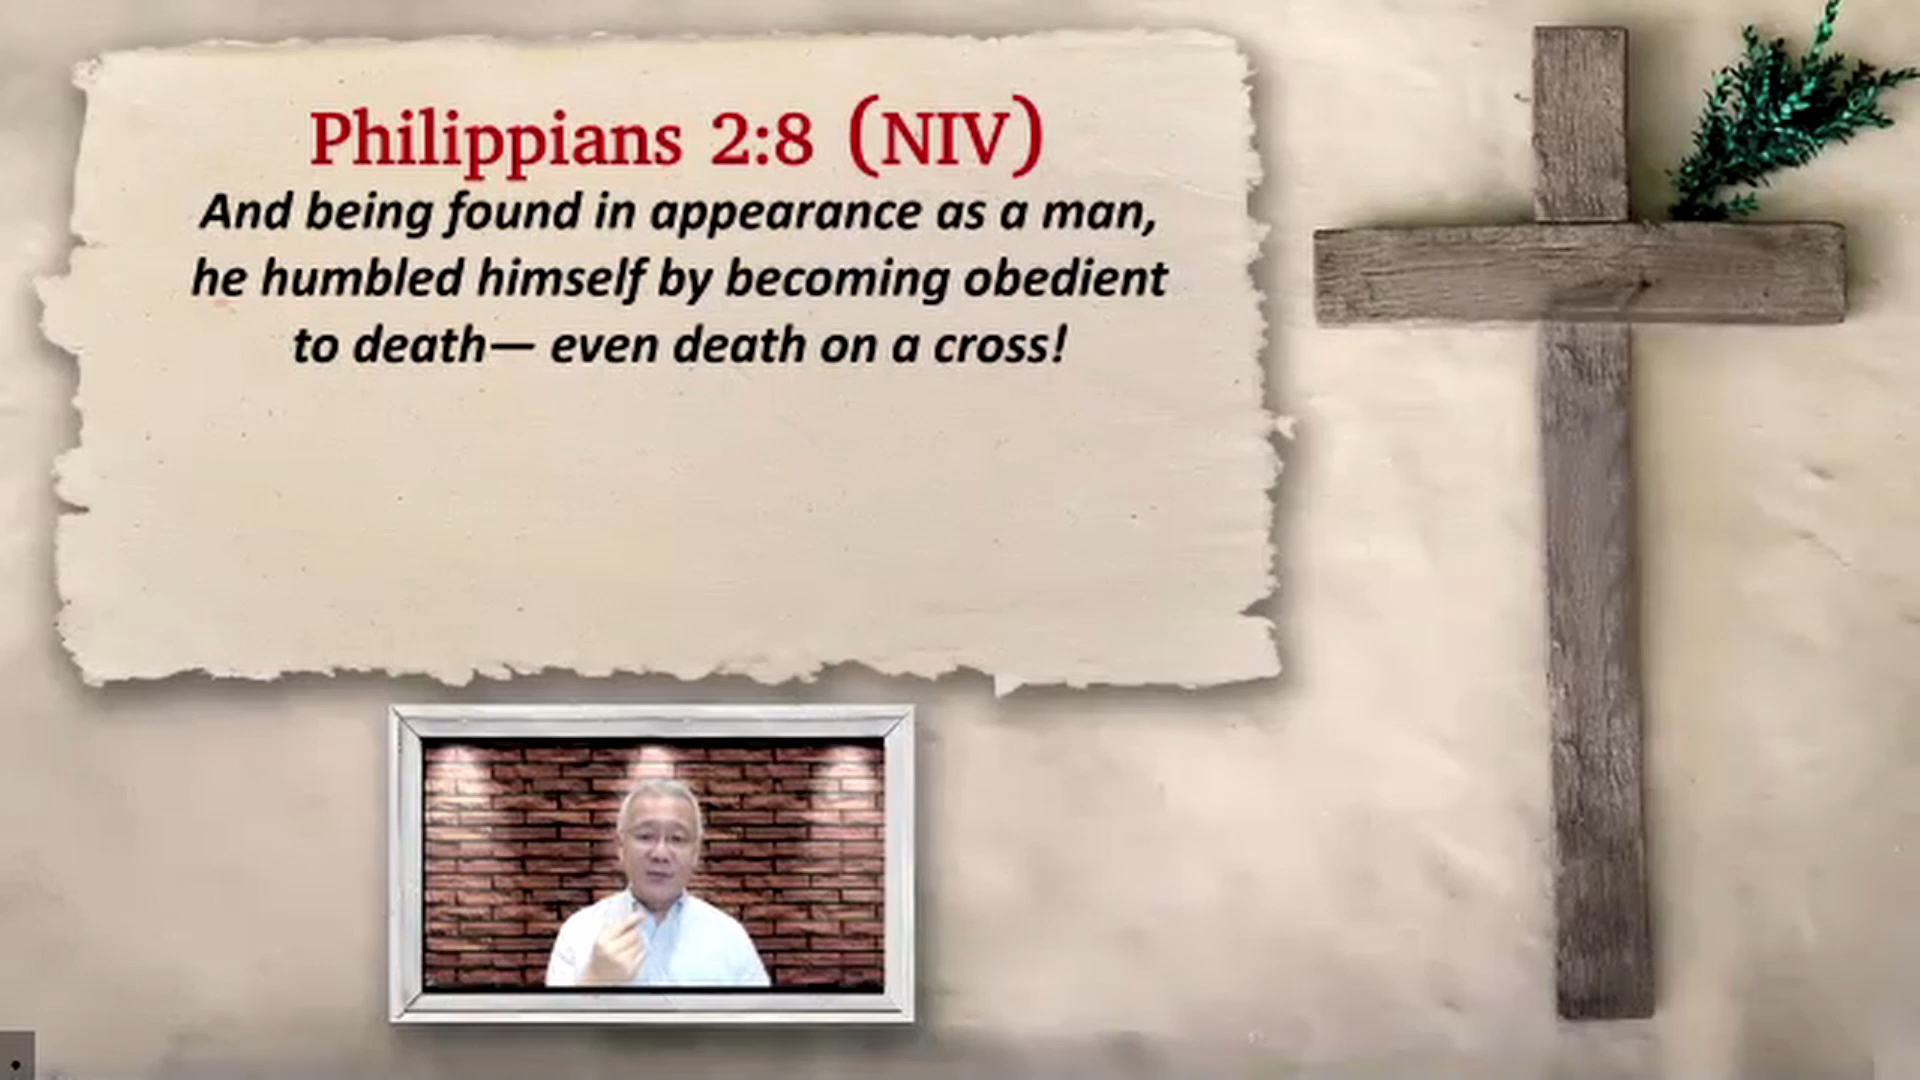 Philippians 2:8 (NIV)
And being found in appearance as a man,
he humbled himself by becoming obedient
to death— even death on a cross!